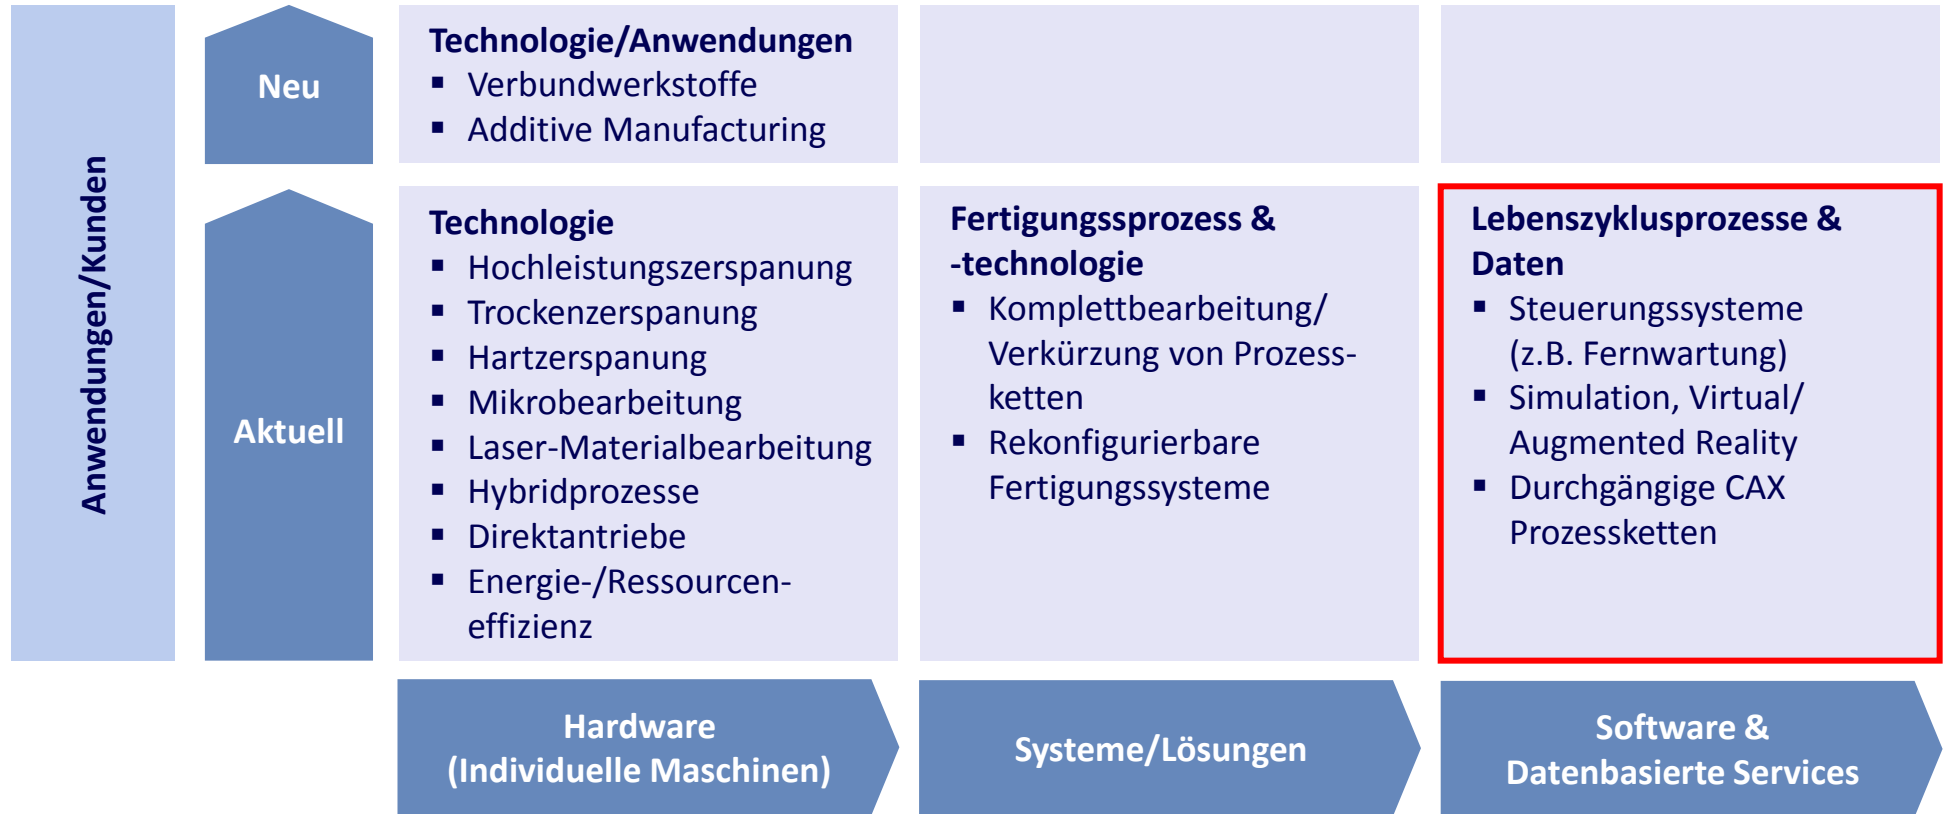 Anwendungen/Kunden
Neu
Technologie/Anwendungen
▪ Verbundwerkstoffe
▪ Additive Manufacturing
Aktuell
Technologie
▪ Hochleistungszerspanung
▪ Trockenzerspanung
▪ Hartzerspanung
▪ Mikrobearbeitung
▪ Laser-Materialbearbeitung
▪ Hybridprozesse
▪ Direktantriebe
▪ Energie-/Ressourcen-
effizienz
Fertigungssprozess &
-technologie
▪ Komplettbearbeitung/
Verkürzung von Prozess-
ketten
▪ Rekonfigurierbare
Fertigungssysteme
Lebenszyklusprozesse &
Daten
▪ Steuerungssysteme
(z.B. Fernwartung)
▪ Simulation, Virtual/
Augmented Reality
▪ Durchgängige CAX
Prozessketten
Hardware
(Individuelle Maschinen)
Systeme/Lösungen
Software &
Datenbasierte Services